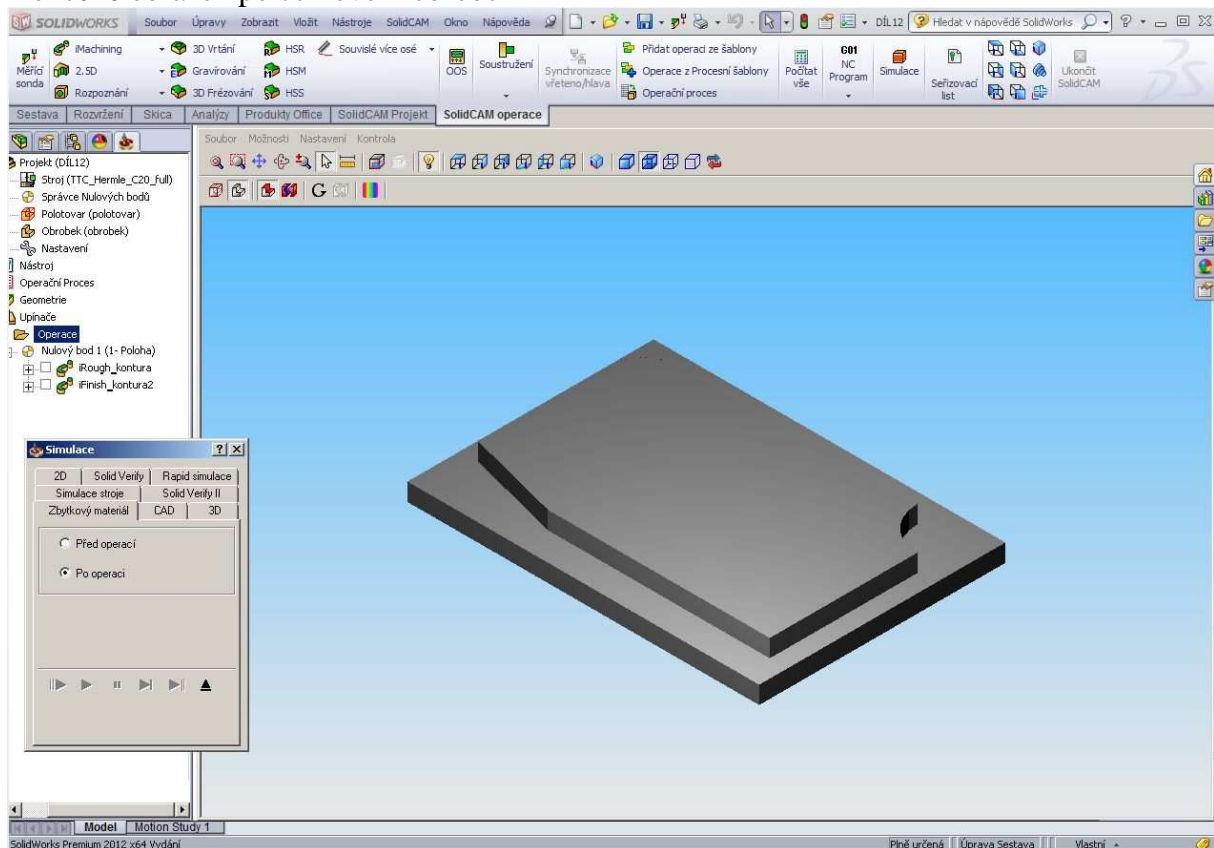 SOLIDWORKS Soubor Úpravy Zobrazit Vložit Nástroje SolidCAM Okno Nápověda DÍL12 Hledat v nápovědě SolidWorks
iMachining 3D Vrtání HSR Souvislé více osé Přidat operaci ze šablony
Měřící sonda 2.5D Gravírování HSM OOS Soustružení Synchronizace vřeteno/hlava Operace z Procesní šablony Počítat vše G01 NC Program Simulace Seřizovací list Ukončit SolidCAM
Rozpoznání 3D Frézování HSS Operační proces
Sestava Rozvržení Skica Analýzy Produkty Office SolidCAM Projekt SolidCAM operace
Soubor Možnosti Nastavení Kontrola
Projekt (DÍL12)
Stroj (TTC_Hermle_C20_full)
Správce Nulových bodů
Polotovar (polotovar)
Obrobek (obrobek)
Nastavení
Nástroj
Operační Proces
Geometrie
Upínače
Operace
Nulový bod 1 (1- Poloha)
iRough_kontura
iFinish_kontura2
Simulace
2D Solid Verify Rapid simulace
Simulace stroje Solid Verify II
Zbytkový materiál CAD 3D
Před operací
Po operaci
Model Motion Study 1
SolidWorks Premium 2012 x64 Vydání Plně určená Úprava Sestava Vlastní